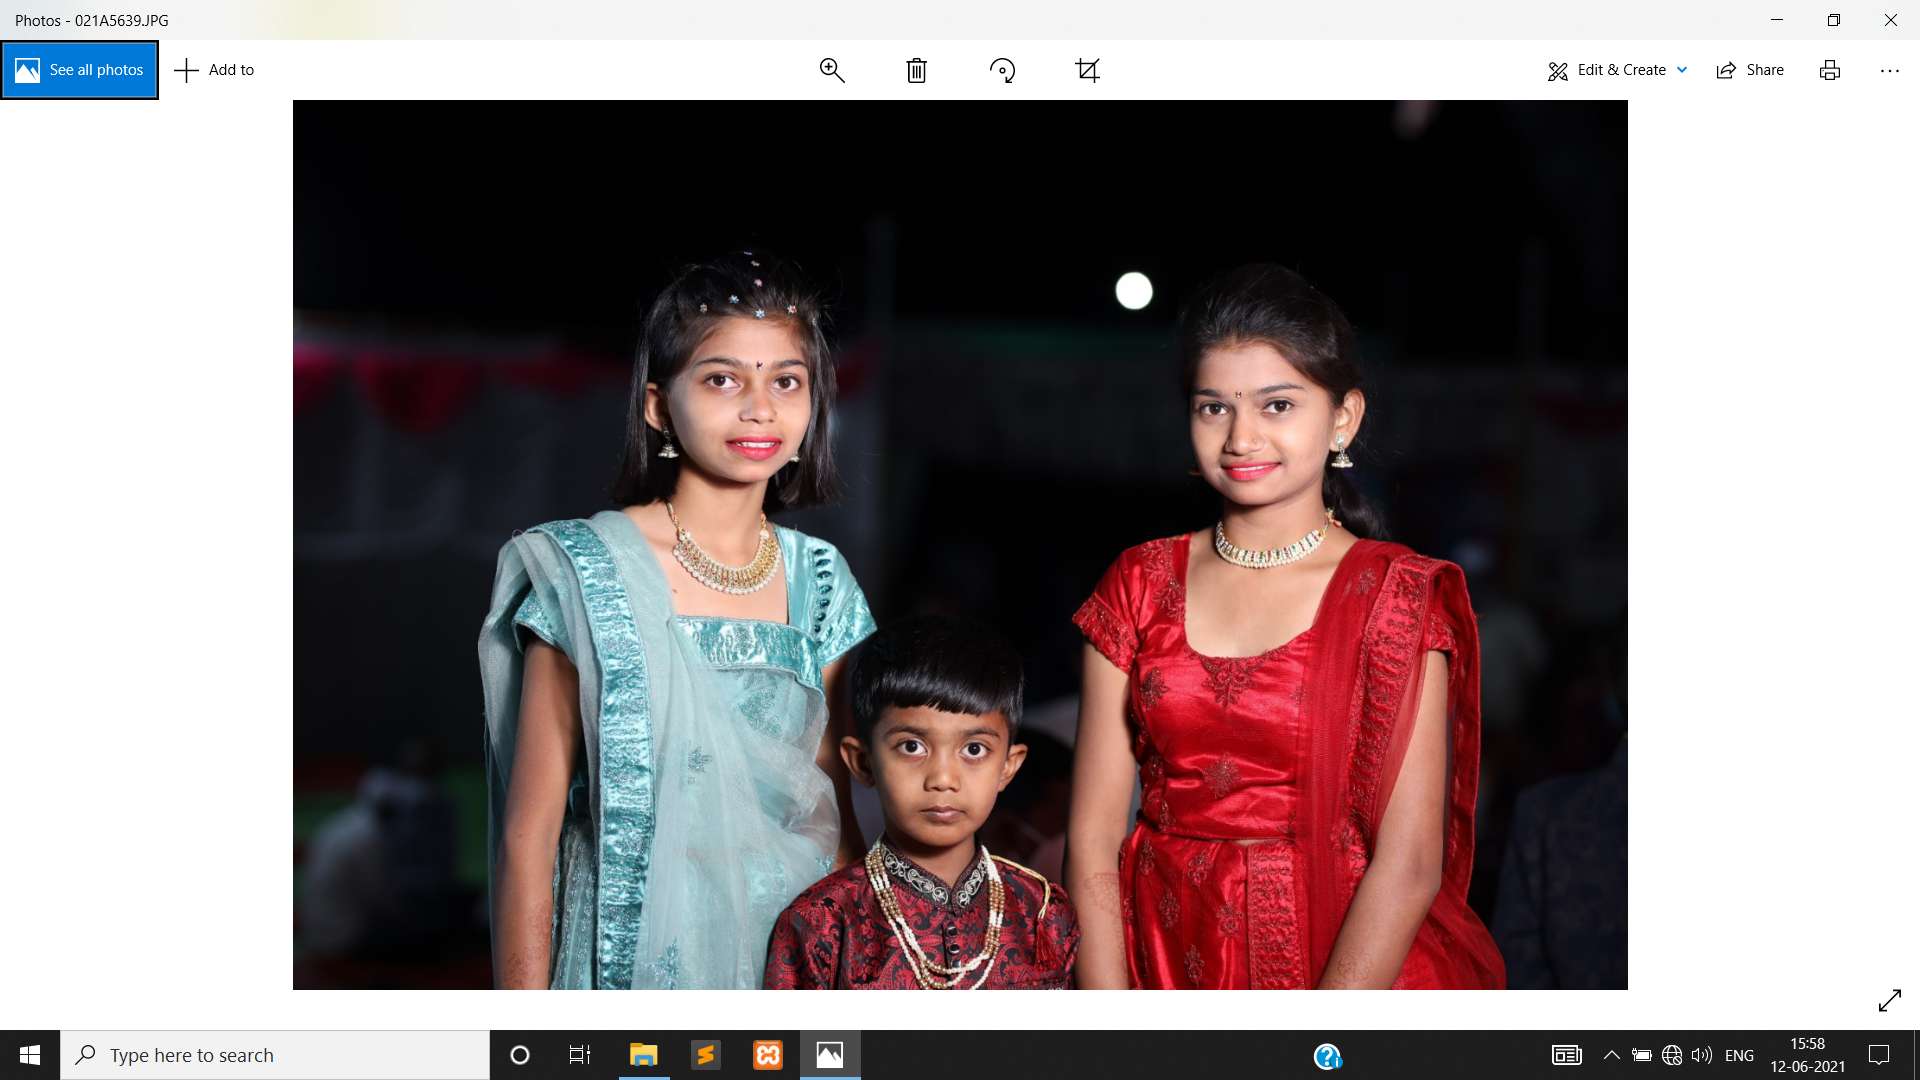 Photos - 021A5639.JPG
See all photos
Add to
Edit & Create
Share
Type here to search
ENG
15:58
12-06-2021